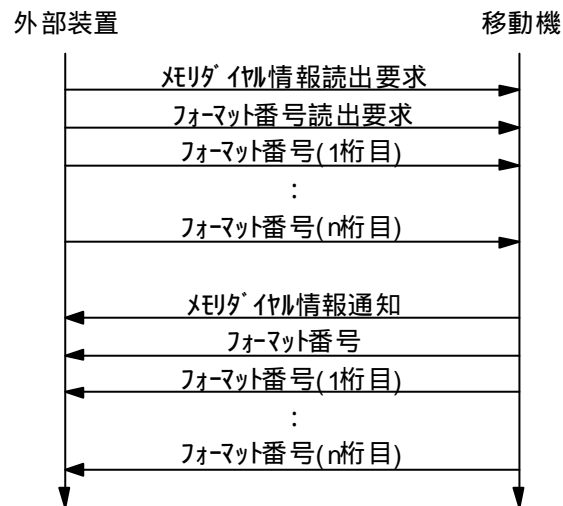 外部装置 移動機
ﾒﾓﾘﾀﾞｲﾔﾙ情報読出要求
ﾌｫｰﾏｯﾄ番号読出要求
ﾌｫｰﾏｯﾄ番号(1桁目)
:
ﾌｫｰﾏｯﾄ番号(n桁目)
ﾒﾓﾘﾀﾞｲﾔﾙ情報通知
ﾌｫｰﾏｯﾄ番号
ﾌｫｰﾏｯﾄ番号(1桁目)
:
ﾌｫｰﾏｯﾄ番号(n桁目)